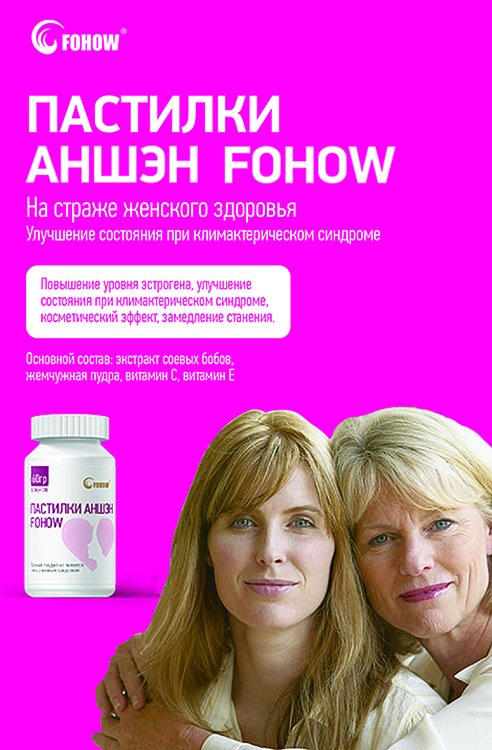 FOHOW®
ПАСТИЛКИ
АНШЭН FOHOW
На страже женского здоровья
Улучшение состояния при климактерическом синдроме
Повышение уровня эстрогена, улучшение
состояния при климактерическом синдроме,
косметический эффект, замедление станения.
Основной состав: экстракт соевых бобов,
жемчужная пудра, витамин С, витамин Е
60гр
FOHOW
ПАСТИЛКИ АНШЭН
FOHOW